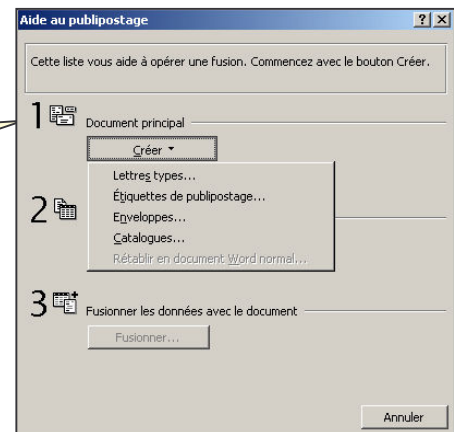 Aide au publipostage
Cette liste vous aide à opérer une fusion. Commencez avec le bouton Créer.
1 Document principal
Créer
Lettres types...
Étiquettes de publipostage...
2
Enveloppes...
Catalogues...
Rétablir en document Word normal...
3 Fusionner les données avec le document
Fusionner...
Annuler